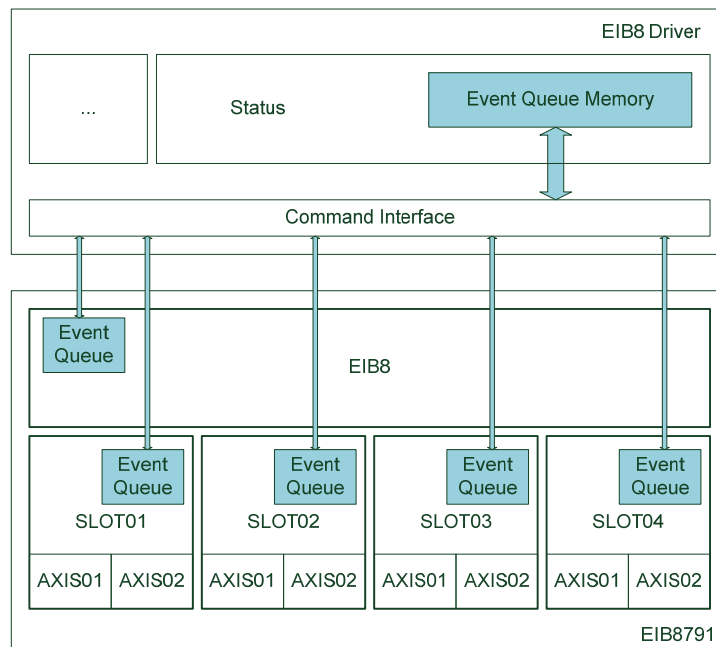 EIB8 Driver
...
Status
Event Queue Memory
Command Interface
Event
Queue
EIB8
Event
Queue
SLOT01
Event
Queue
SLOT02
Event
Queue
SLOT03
Event
Queue
SLOT04
AXIS01
AXIS02
AXIS01
AXIS02
AXIS01
AXIS02
AXIS01
AXIS02
EIB8791